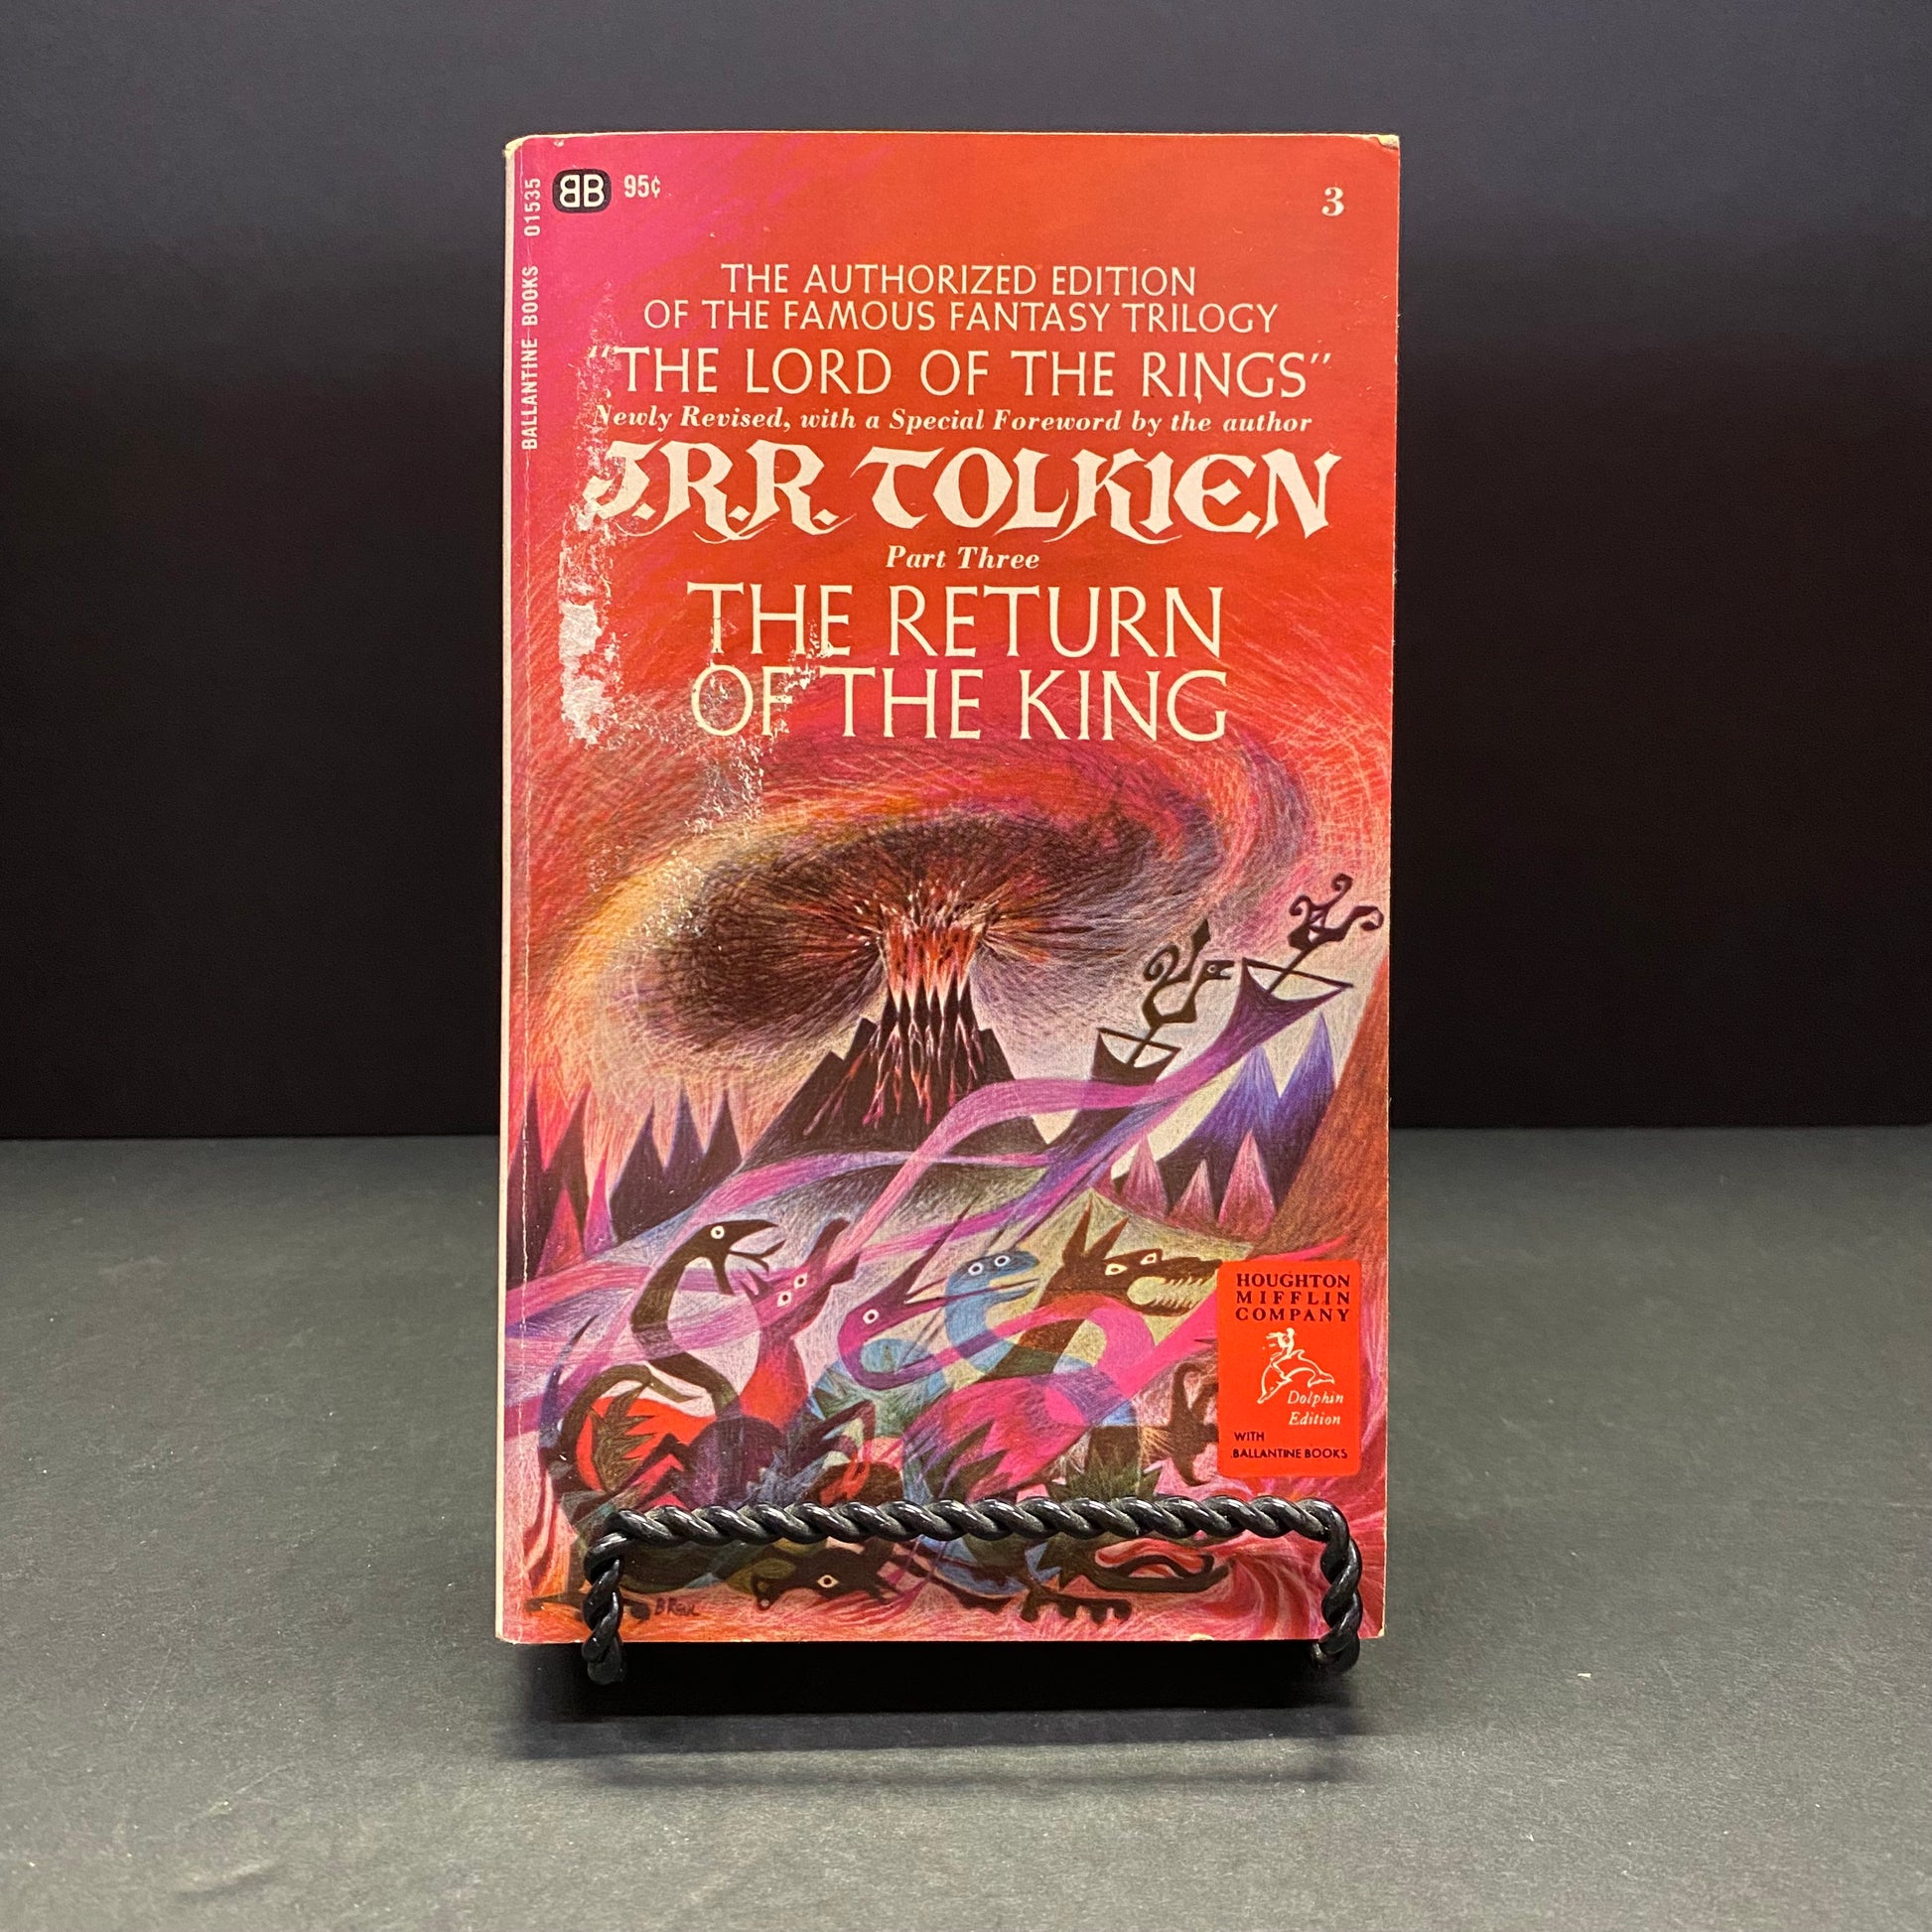 BALLANTINE BOOKS 01535
BB 95¢
3
THE AUTHORIZED EDITION
OF THE FAMOUS FANTASY TRILOGY
"THE LORD OF THE RINGS"
Newly Revised, with a Special Foreword by the author
J.R.R. TOLKIEN
Part Three
THE RETURN
OF THE KING
HOUGHTON
MIFFLIN
COMPANY
Dolphin
Edition
WITH
BALLANTINE BOOKS